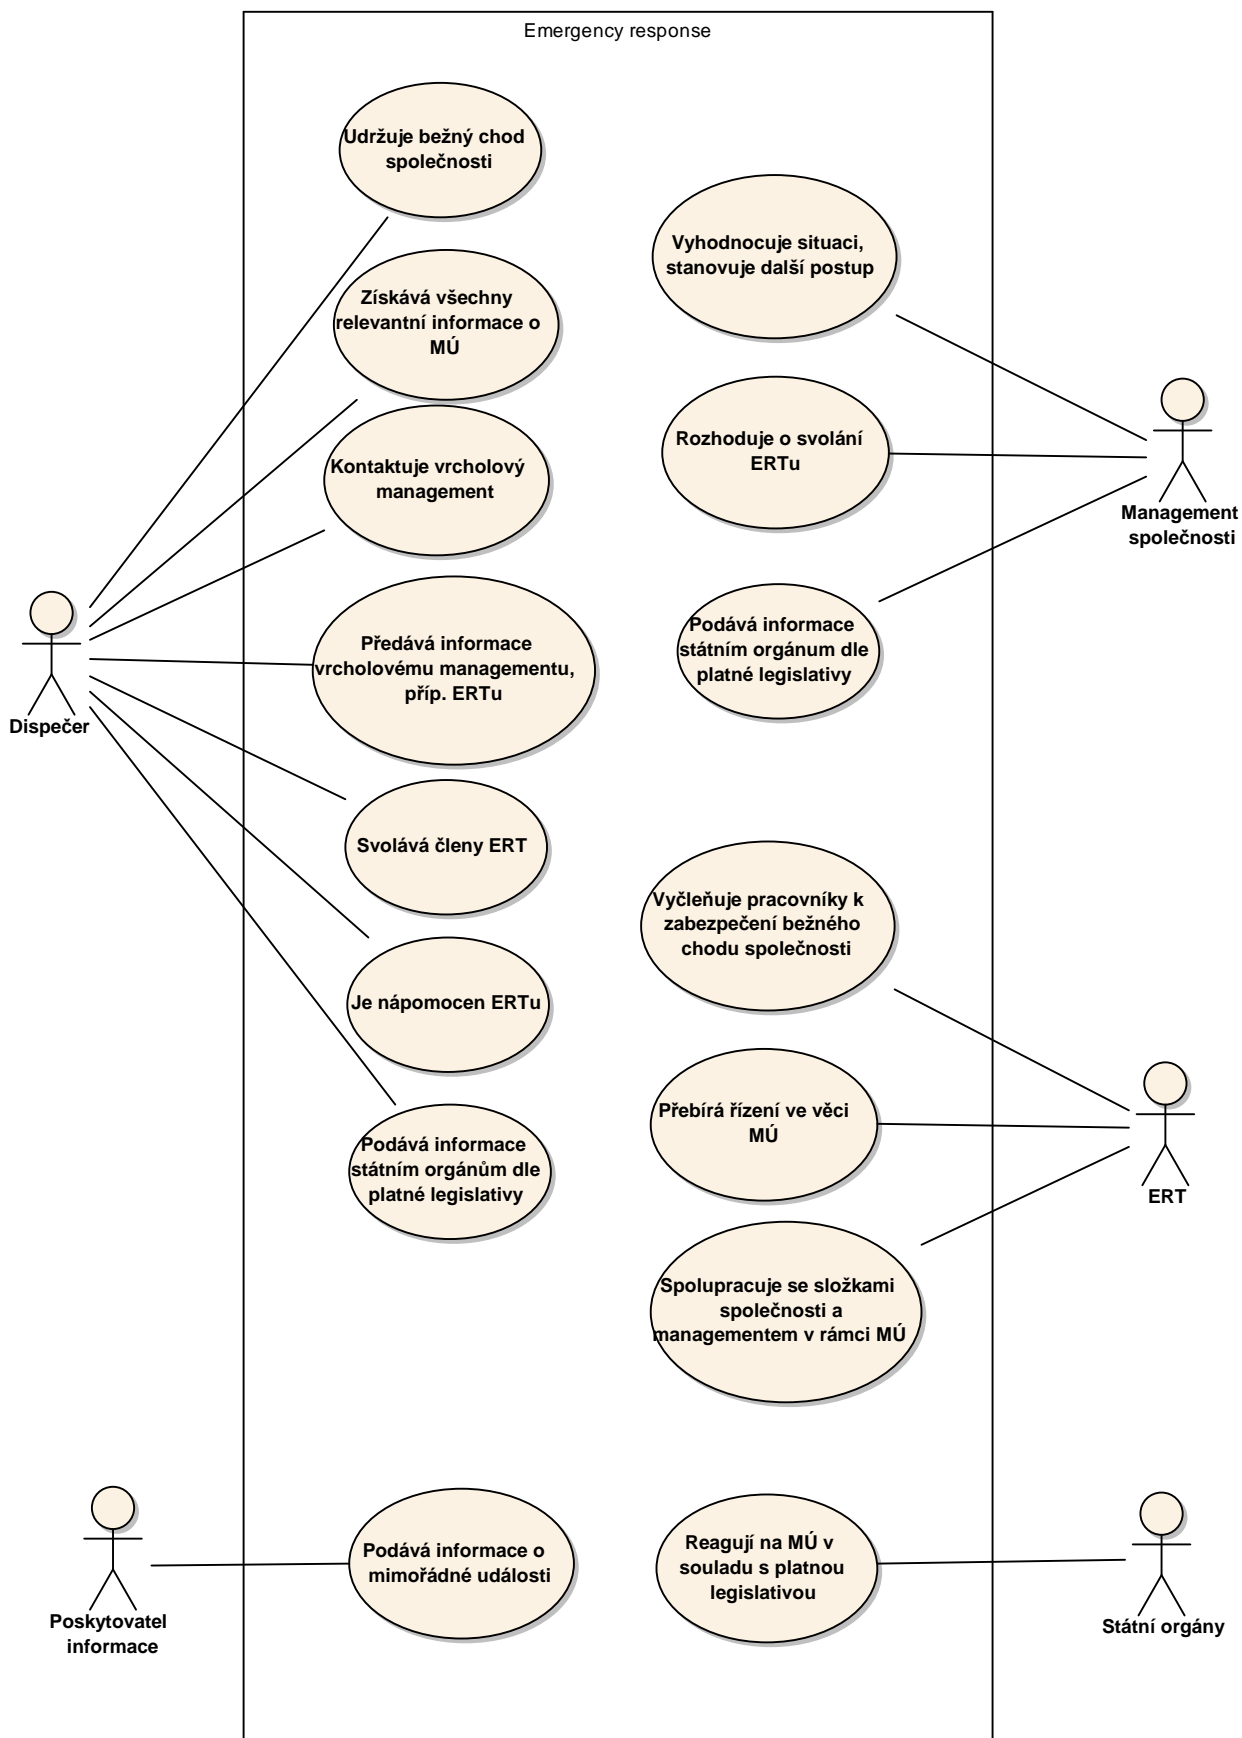 Emergency response
Udržuje bežný chod
společnosti
Získává všechny
relevantní informace o
MÚ
Kontaktuje vrcholový
management
Předává informace
vrcholovému managementu,
příp. ERTu
Svolává členy ERT
Je nápomocen ERTu
Podává informace
státním orgánům dle
platné legislativy
Dispečer
Vyhodnocuje situaci,
stanovuje další postup
Rozhoduje o svolání
ERTu
Podává informace
státním orgánum dle
platné legislativy
Management
společnosti
Vyčleňuje pracovníky k
zabezpečení bežného
chodu společnosti
Přebírá řízení ve věci
MÚ
Spolupracuje se složkami
společnosti a
managementem v rámci MÚ
ERT
Podává informace o
mimořádné události
Poskytovatel
informace
Reagují na MÚ v
souladu s platnou
legislativou
Státní orgány